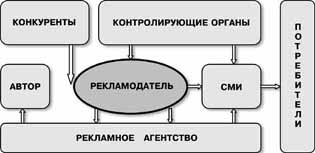 КОНКУРЕНТЫ
КОНТРОЛИРУЮЩИЕ ОРГАНЫ
АВТОР
РЕКЛАМОДАТЕЛЬ
СМИ
ПОТРЕБИТЕЛИ
РЕКЛАМНОЕ АГЕНТСТВО